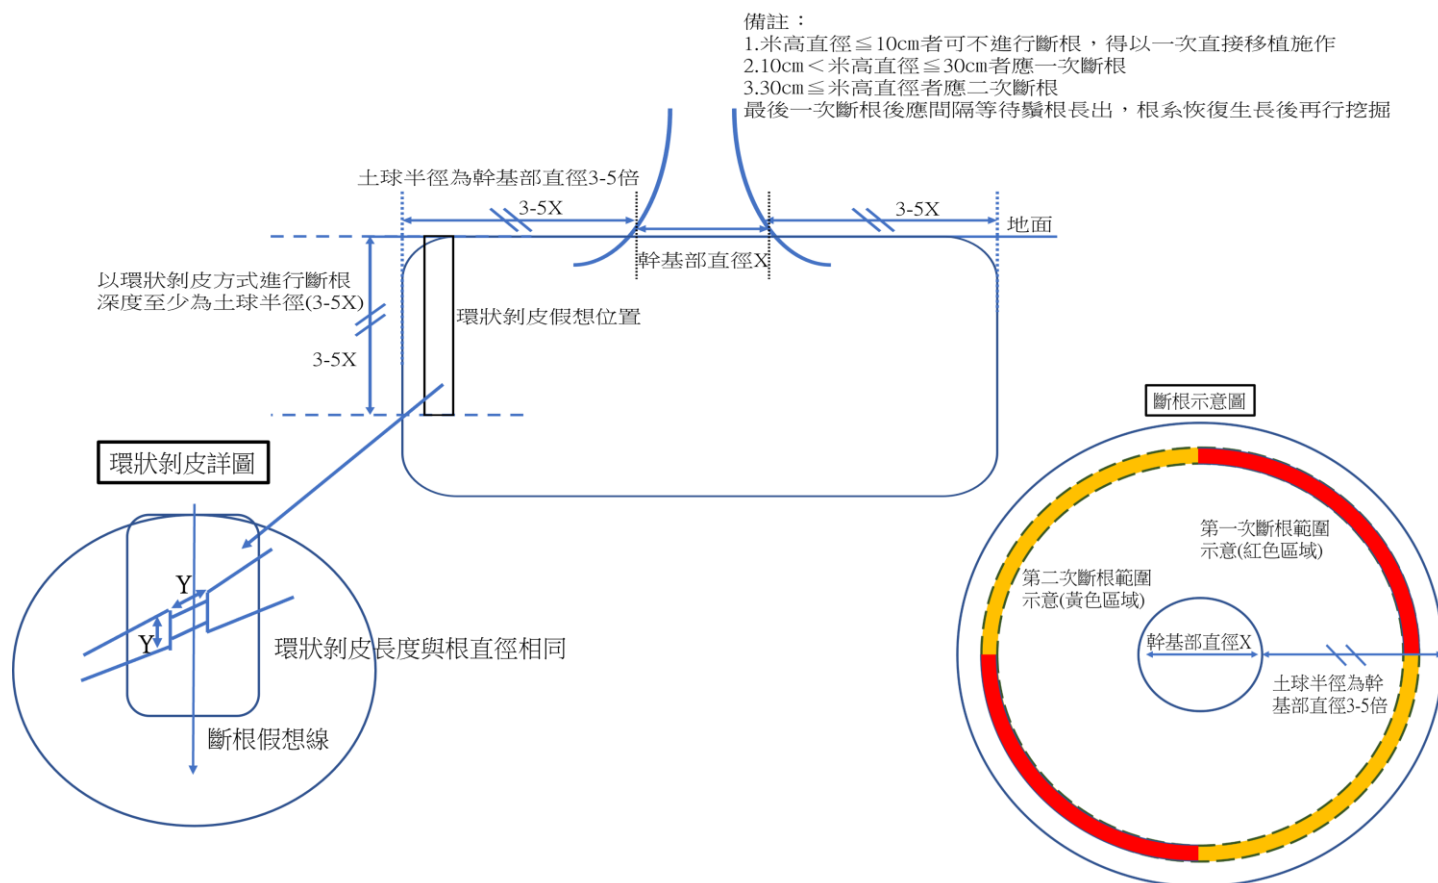 備註：
1.米高直徑≦10cm者可不進行斷根，得以一次直接移植施作
2.10cm＜米高直徑≦30cm者應一次斷根
3.30cm≦米高直徑者應二次斷根
最後一次斷根後應間隔等待鬚根長出，根系恢復生長後再行挖掘
土球半徑為幹基部直徑3-5倍
3-5X
3-5X
地面
幹基部直徑X
以環狀剝皮方式進行斷根
深度至少為土球半徑(3-5X)
環狀剝皮假想位置
3-5X
環狀剝皮詳圖
Y
Y
環狀剝皮長度與根直徑相同
斷根假想線
斷根示意圖
第一次斷根範圍
示意(紅色區域)
第二次斷根範圍
示意(黃色區域)
幹基部直徑X
土球半徑為幹
基部直徑3-5倍